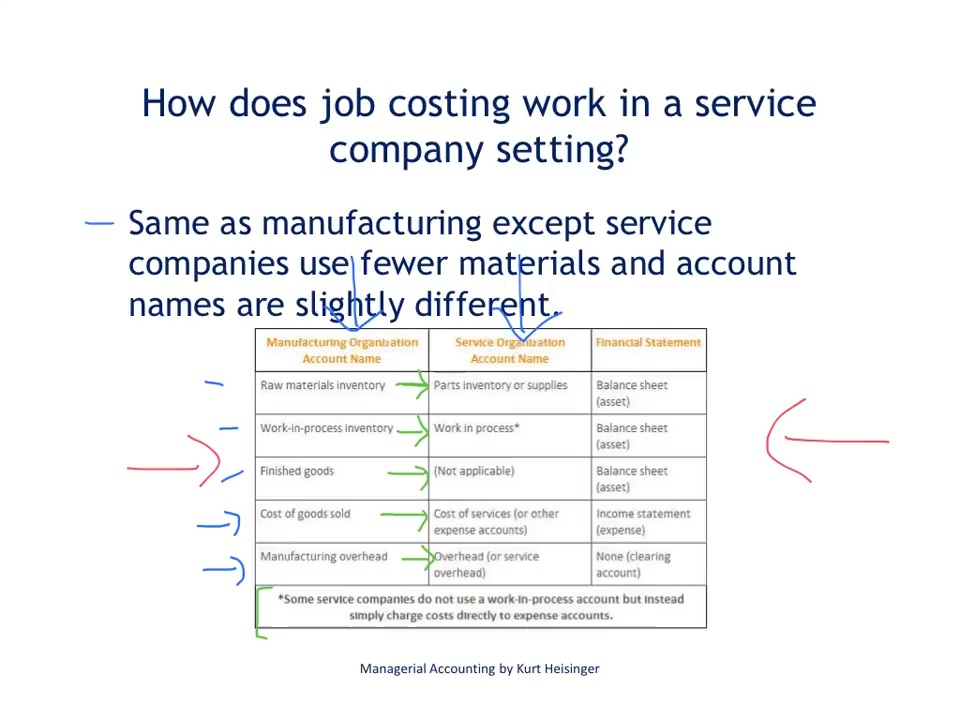 How does job costing work in a service
company setting?
Same as manufacturing except service
companies use fewer materials and account
names are slightly different.
Manufacturing Organization Account Name
Service Organization Account Name
Financial Statement
Raw materials inventory
Parts inventory or supplies
Balance sheet
(asset)
Work-in-process inventory
Work in process*
Balance sheet
(asset)
Finished goods
(Not applicable)
Balance sheet
(asset)
Cost of goods sold
Cost of services (or other
expense accounts)
Income statement
(expense)
Manufacturing overhead
Overhead (or service
overhead)
None (clearing
account)
*Some service companies do not use a work-in-process account but instead
simply charge costs directly to expense accounts.
Managerial Accounting by Kurt Heisinger